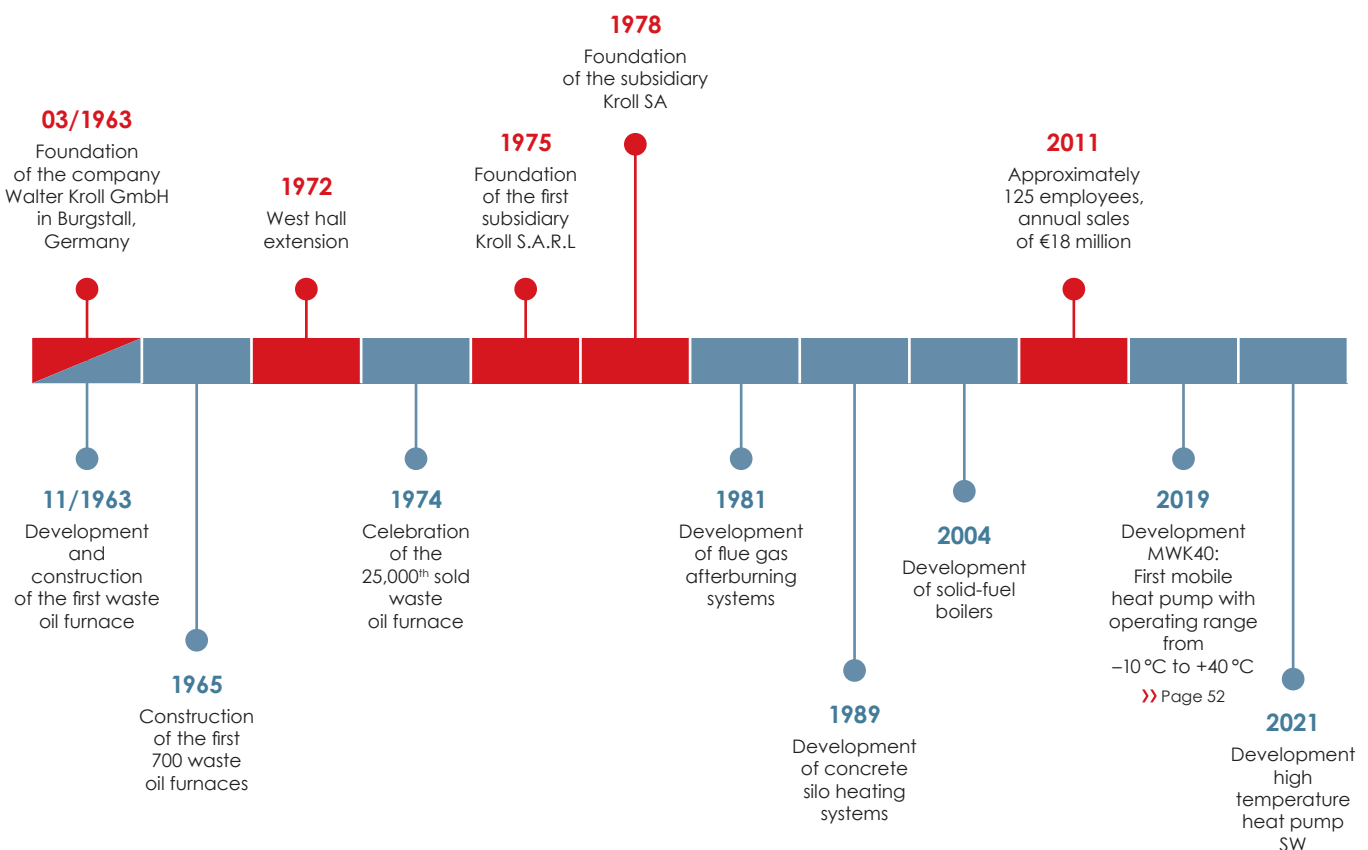 03/1963
Foundation
of the company
Walter Kroll GmbH
in Burgstall,
Germany
1972
West hall
extension
1975
Foundation
of the first
subsidiary
Kroll S.A.R.L
1978
Foundation
of the subsidiary
Kroll SA
2011
Approximately
125 employees,
annual sales
of €18 million
11/1963
Development
and
construction
of the first waste
oil furnace
1965
Construction
of the first
700 waste
oil furnaces
1974
Celebration
of the
25,000th sold
waste
oil furnace
1981
Development
of flue gas
afterburning
systems
1989
Development
of concrete
silo heating
systems
2004
Development
of solid-fuel
boilers
2019
Development
MWK40:
First mobile
heat pump with
operating range
from
–10 °C to +40 °C
›› Page 52
2021
Development
high
temperature
heat pump
SW